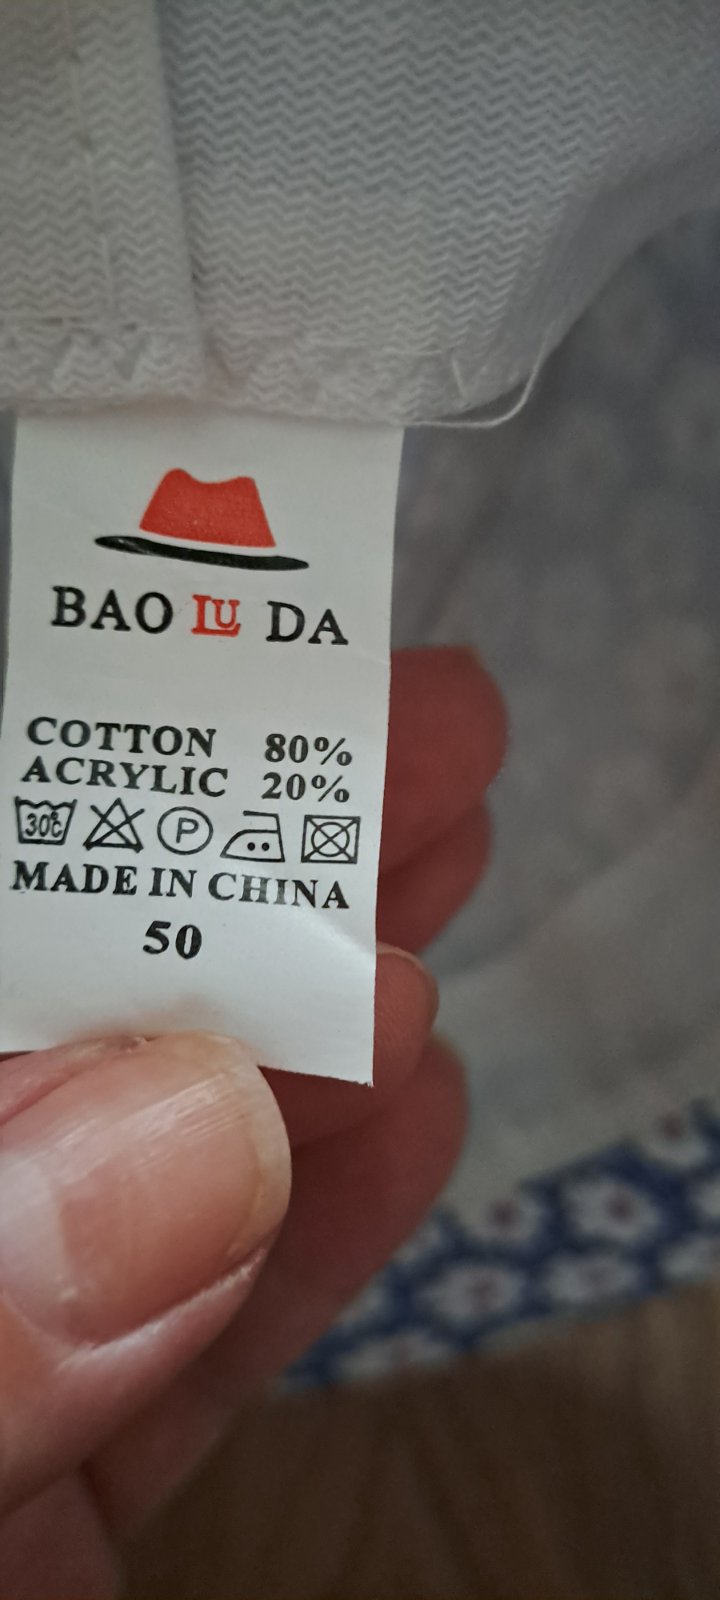 BAO LU DA
COTTON 80%
ACRYLIC 20%
30℃ P
MADE IN CHINA
50